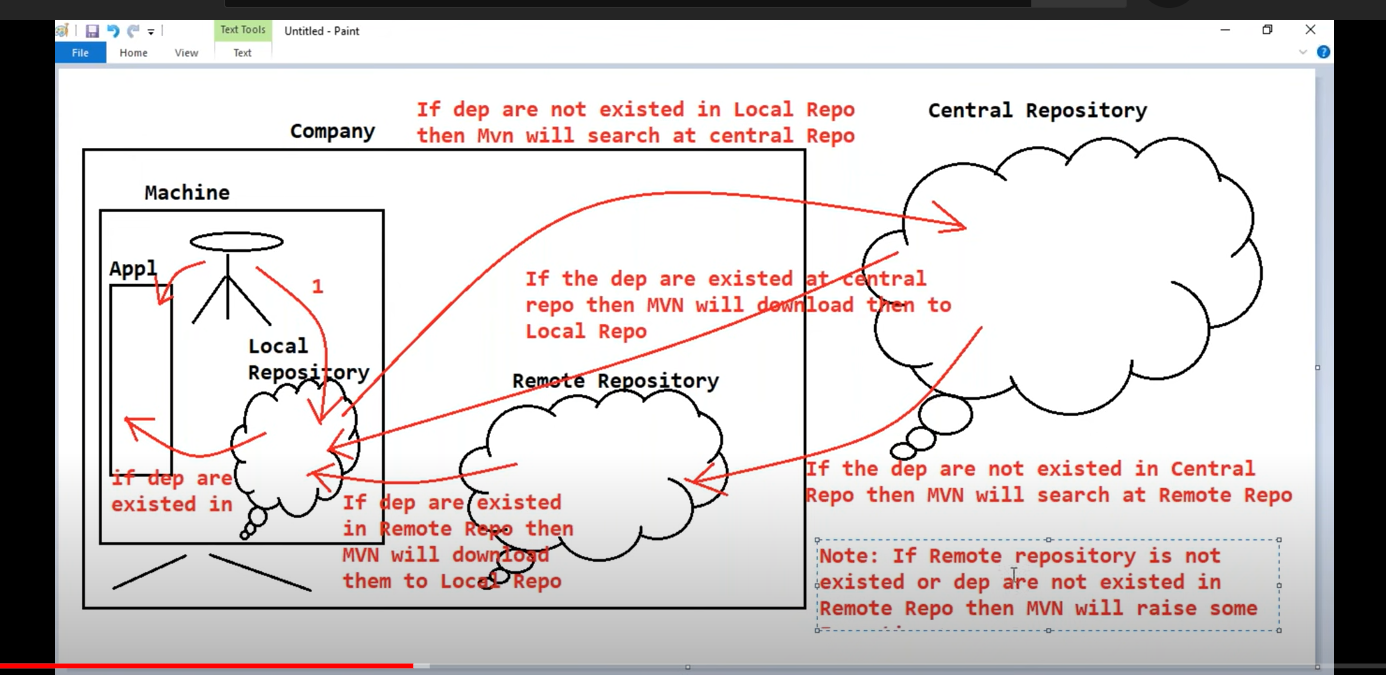 Text Tools
Untitled - Paint
File
Home
View
Text
If dep are not existed in Local Repo
then Mvn will search at central Repo
Central Repository
Company
Machine
Appl
1
If the dep are existed at central
repo then MVN will download then to
Local Repo
Local
Repository
Remote Repository
if dep are
existed in
If dep are existed
in Remote Repo then
MVN will download
them to Local Repo
If the dep are not existed in Central
Repo then MVN will search at Remote Repo
Note: If Remote repository is not
existed or dep are not existed in
Remote Repo then MVN will raise some